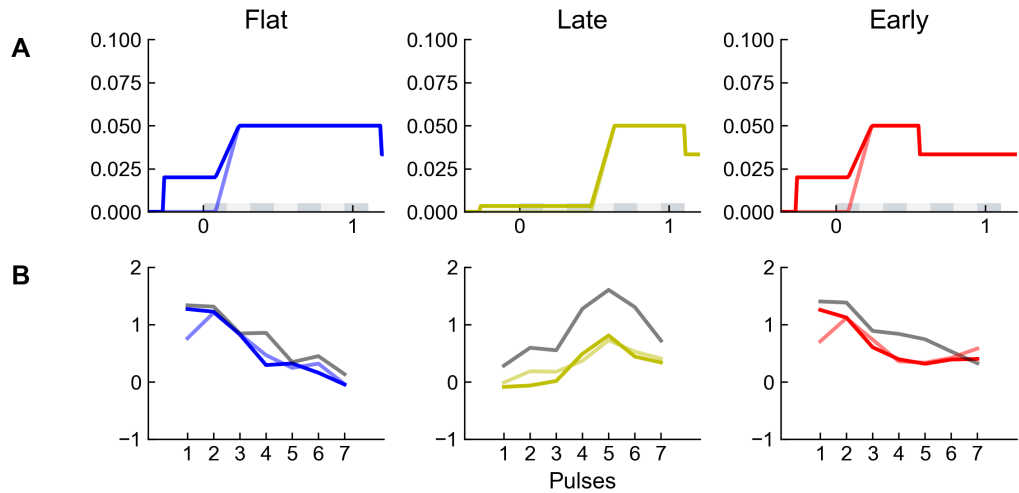 Flat Late Early
A
0.100 0.100 0.100
0.075 0.075 0.075
0.050 0.050 0.050
0.025 0.025 0.025
0.000 0.000 0.000
0 1 0 1 0 1
B
2 2 2
1 1 1
0 0 0
−1 −1 −1
1 2 3 4 5 6 7 1 2 3 4 5 6 7 1 2 3 4 5 6 7
Pulses